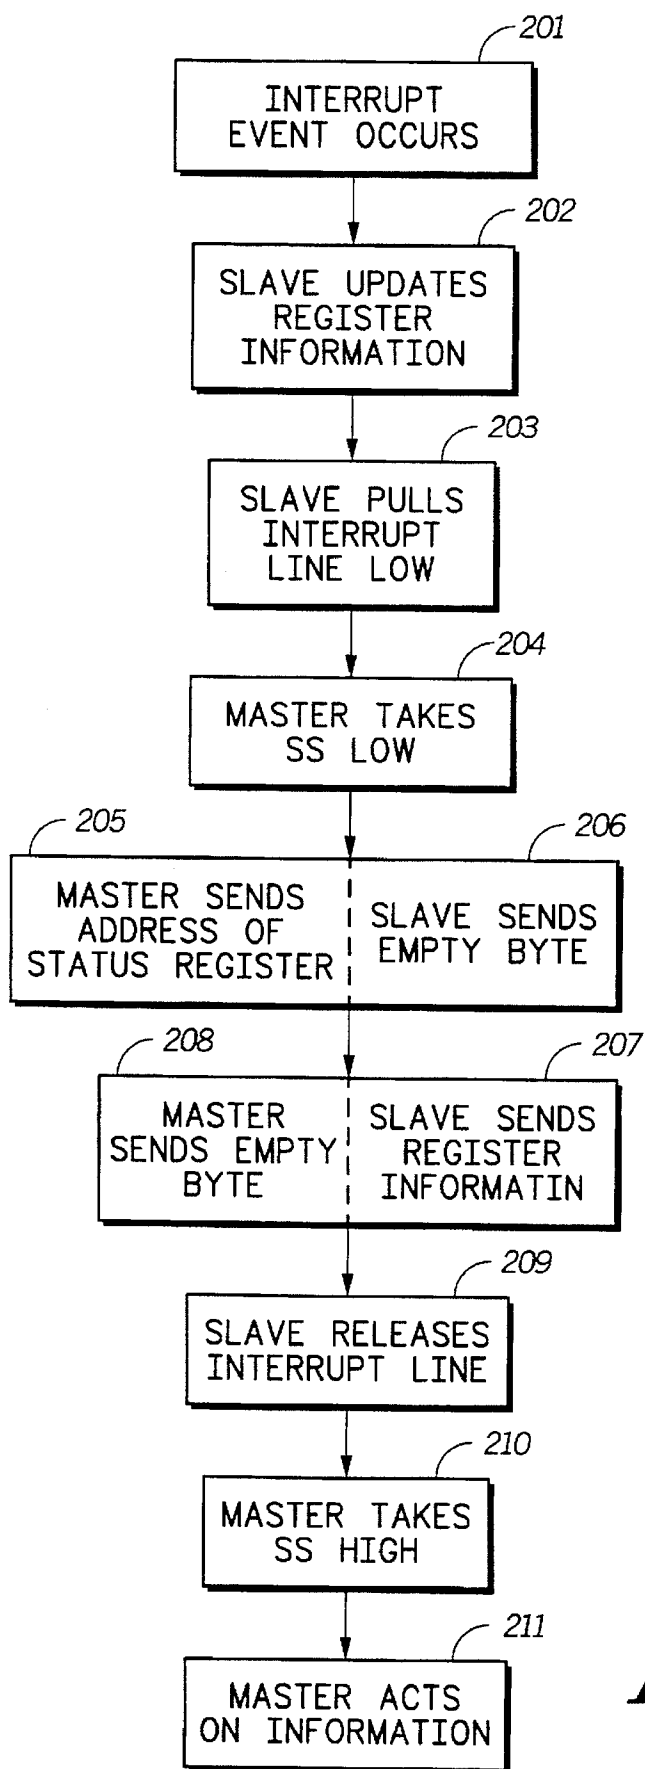 201
INTERRUPT
EVENT OCCURS
202
SLAVE UPDATES
REGISTER
INFORMATION
203
SLAVE PULLS
INTERRUPT
LINE LOW
204
MASTER TAKES
SS LOW
205
MASTER SENDS
ADDRESS OF
STATUS REGISTER
206
SLAVE SENDS
EMPTY BYTE
208
MASTER
SENDS EMPTY
BYTE
207
SLAVE SENDS
REGISTER
INFORMATIN
209
SLAVE RELEASES
INTERRUPT LINE
210
MASTER TAKES
SS HIGH
211
MASTER ACTS
ON INFORMATION